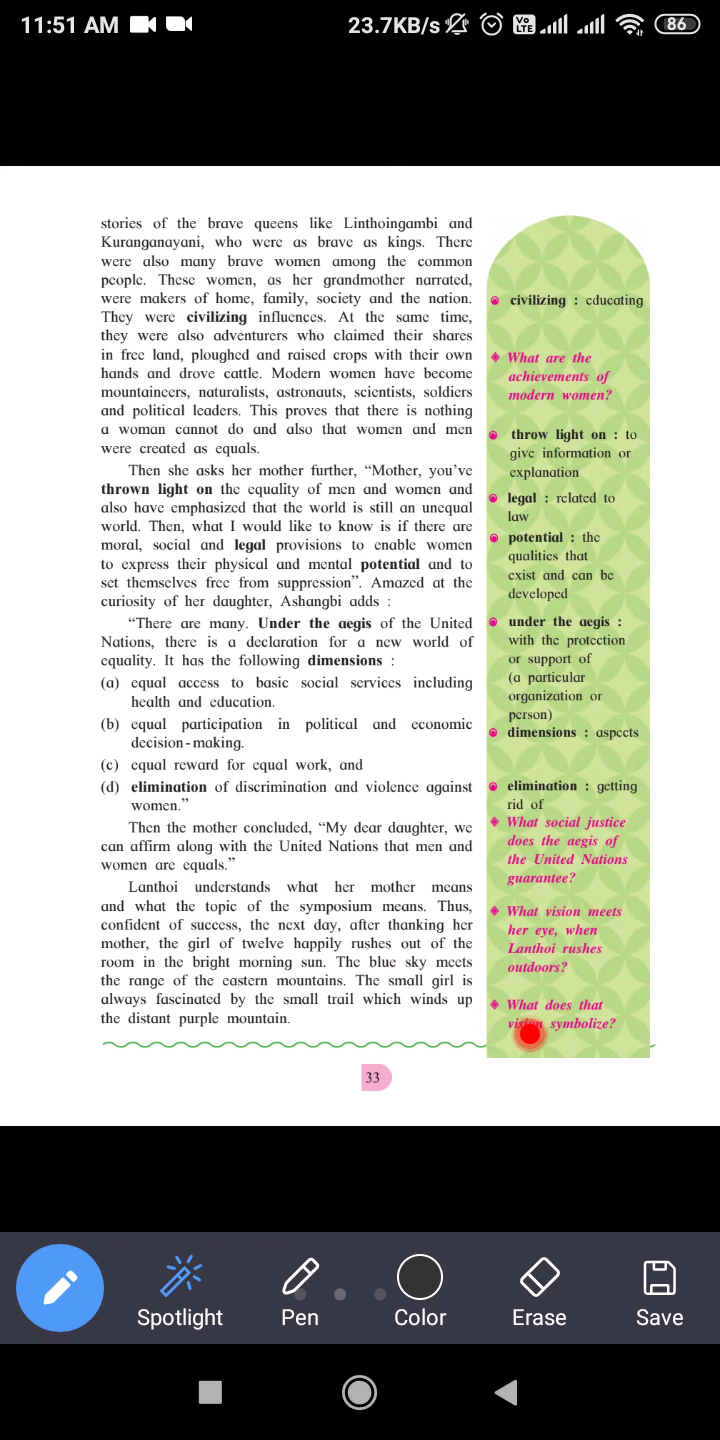 11:51 AM
23.7KB/s
Vo LTE
86
stories of the brave queens like Linthoingambi and
Kuranganayani, who were as brave as kings. There
were also many brave women among the common
people. These women, as her grandmother narrated,
were makers of home, family, society and the nation.
They were civilizing influences. At the same time,
they were also adventurers who claimed their shares
in free land, ploughed and raised crops with their own
hands and drove cattle. Modern women have become
mountaineers, naturalists, astronauts, scientists, soldiers
and political leaders. This proves that there is nothing
a woman cannot do and also that women and men
were created as equals.
Then she asks her mother further, “Mother, you’ve
thrown light on the equality of men and women and
also have emphasized that the world is still an unequal
world. Then, what I would like to know is if there are
moral, social and legal provisions to enable women
to express their physical and mental potential and to
set themselves free from suppression”. Amazed at the
curiosity of her daughter, Ashangbi adds :
“There are many. Under the aegis of the United
Nations, there is a declaration for a new world of
equality. It has the following dimensions :
(a) equal access to basic social services including
health and education.
(b) equal participation in political and economic
decision-making.
(c) equal reward for equal work, and
(d) elimination of discrimination and violence against
women.”
Then the mother concluded, “My dear daughter, we
can affirm along with the United Nations that men and
women are equals.”
Lanthoi understands what her mother means
and what the topic of the symposium means. Thus,
confident of success, the next day, after thanking her
mother, the girl of twelve happily rushes out of the
room in the bright morning sun. The blue sky meets
the range of the eastern mountains. The small girl is
always fascinated by the small trail which winds up
the distant purple mountain.
civilizing : educating
What are the
achievements of
modern women?
throw light on : to
give information or
explanation
legal : related to
law
potential : the
qualities that
exist and can be
developed
under the aegis :
with the protection
or support of
(a particular
organization or
person)
dimensions : aspects
elimination : getting
rid of
What social justice
does the aegis of
the United Nations
guarantee?
What vision meets
her eye, when
Lanthoi rushes
outdoors?
What does that
vision symbolize?
33
Spotlight
Pen
Color
Erase
Save